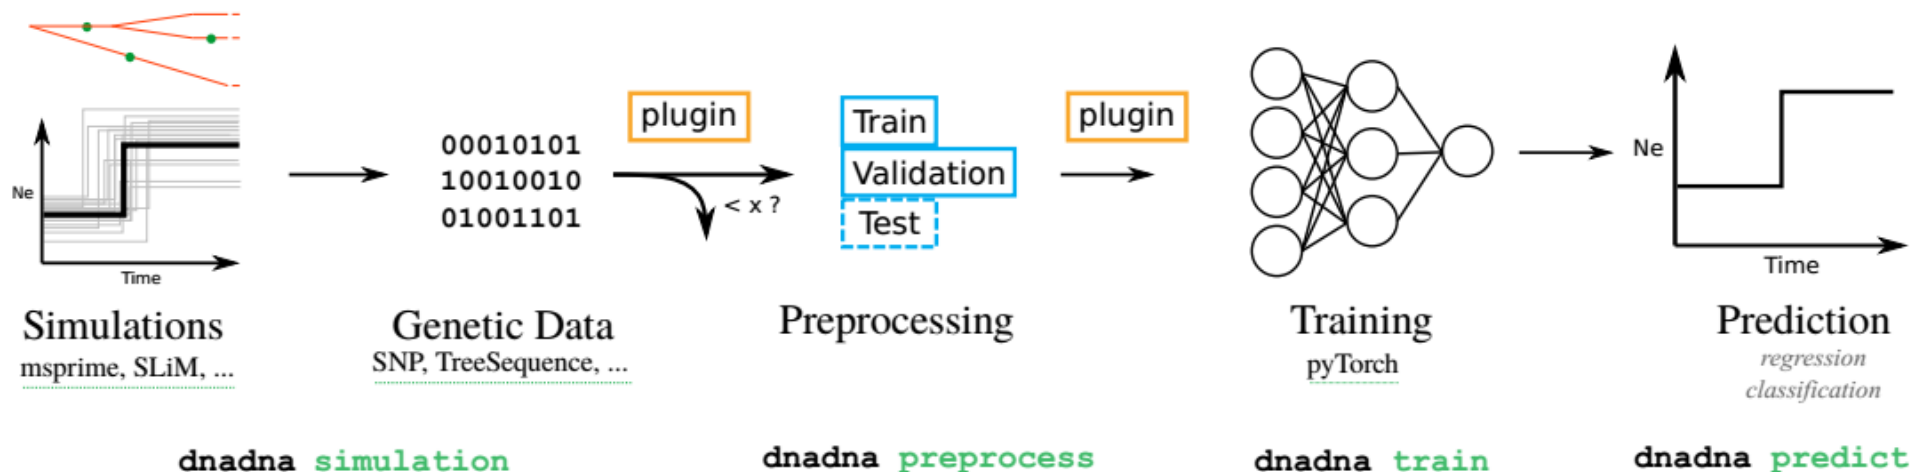 Ne
Time
Simulations
msprime, SLiM, ...
00010101
10010010
01001101
Genetic Data
SNP, TreeSequence, ...
dnadna simulation
plugin
< x ?
Train
Validation
Test
Preprocessing
dnadna preprocess
plugin
Training
pyTorch
dnadna train
Ne
Time
Prediction
regression
classification
dnadna predict